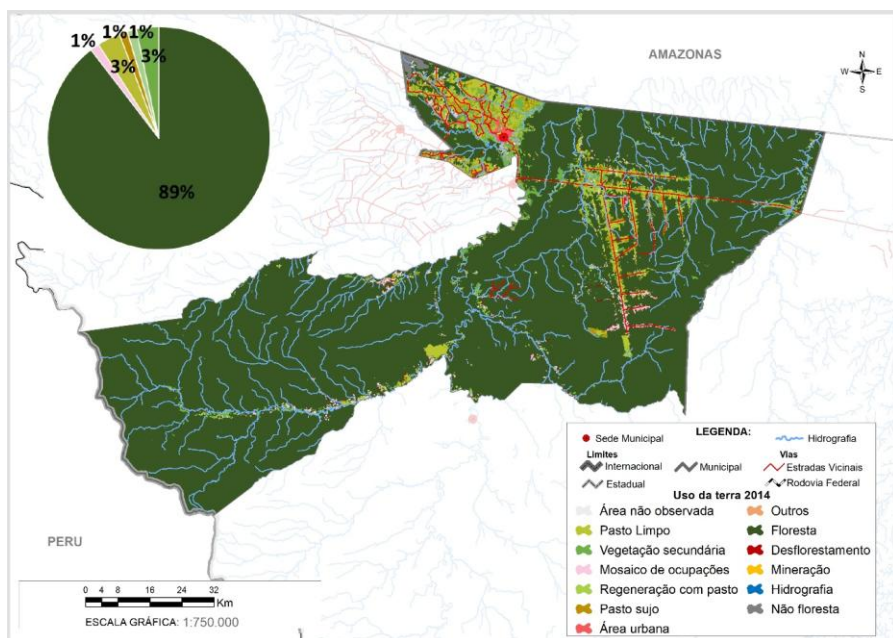 1% 1%
1%
3%
3%
89%
AMAZONAS
N
W E
S
PERU
0 4 8 16 24 32
Km
ESCALA GRÁFICA: 1:750.000
LEGENDA:
Sede Municipal
Hidrografia
Limites
Vias
Internacional
Municipal
Estradas Vicinais
Estadual
Rodovia Federal
Uso da terra 2014
Área não observada
Outros
Pasto Limpo
Floresta
Vegetação secundária
Desflorestamento
Mosaico de ocupações
Mineração
Regeneração com pasto
Hidrografia
Pasto sujo
Não floresta
Área urbana